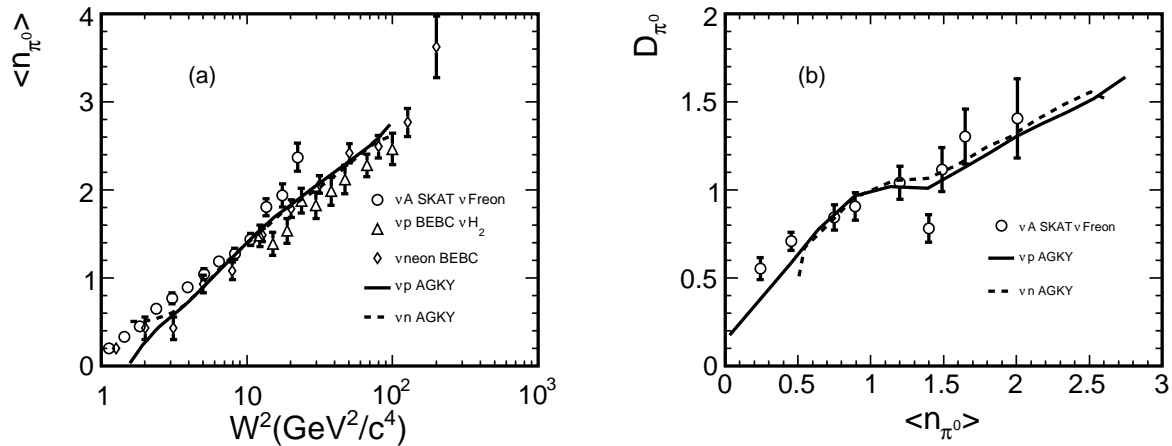 <n_π⁰>
4
3
2
1
0
(a)
νA SKAT νFreon
νp BEBC νH₂
νneon BEBC
νp AGKY
νn AGKY
1
10
10²
10³
W²(GeV²/c⁴)
D_π⁰
2
1.5
1
0.5
0
(b)
νA SKAT νFreon
νp AGKY
νn AGKY
0
0.5
1
1.5
2
2.5
3
<n_π⁰>